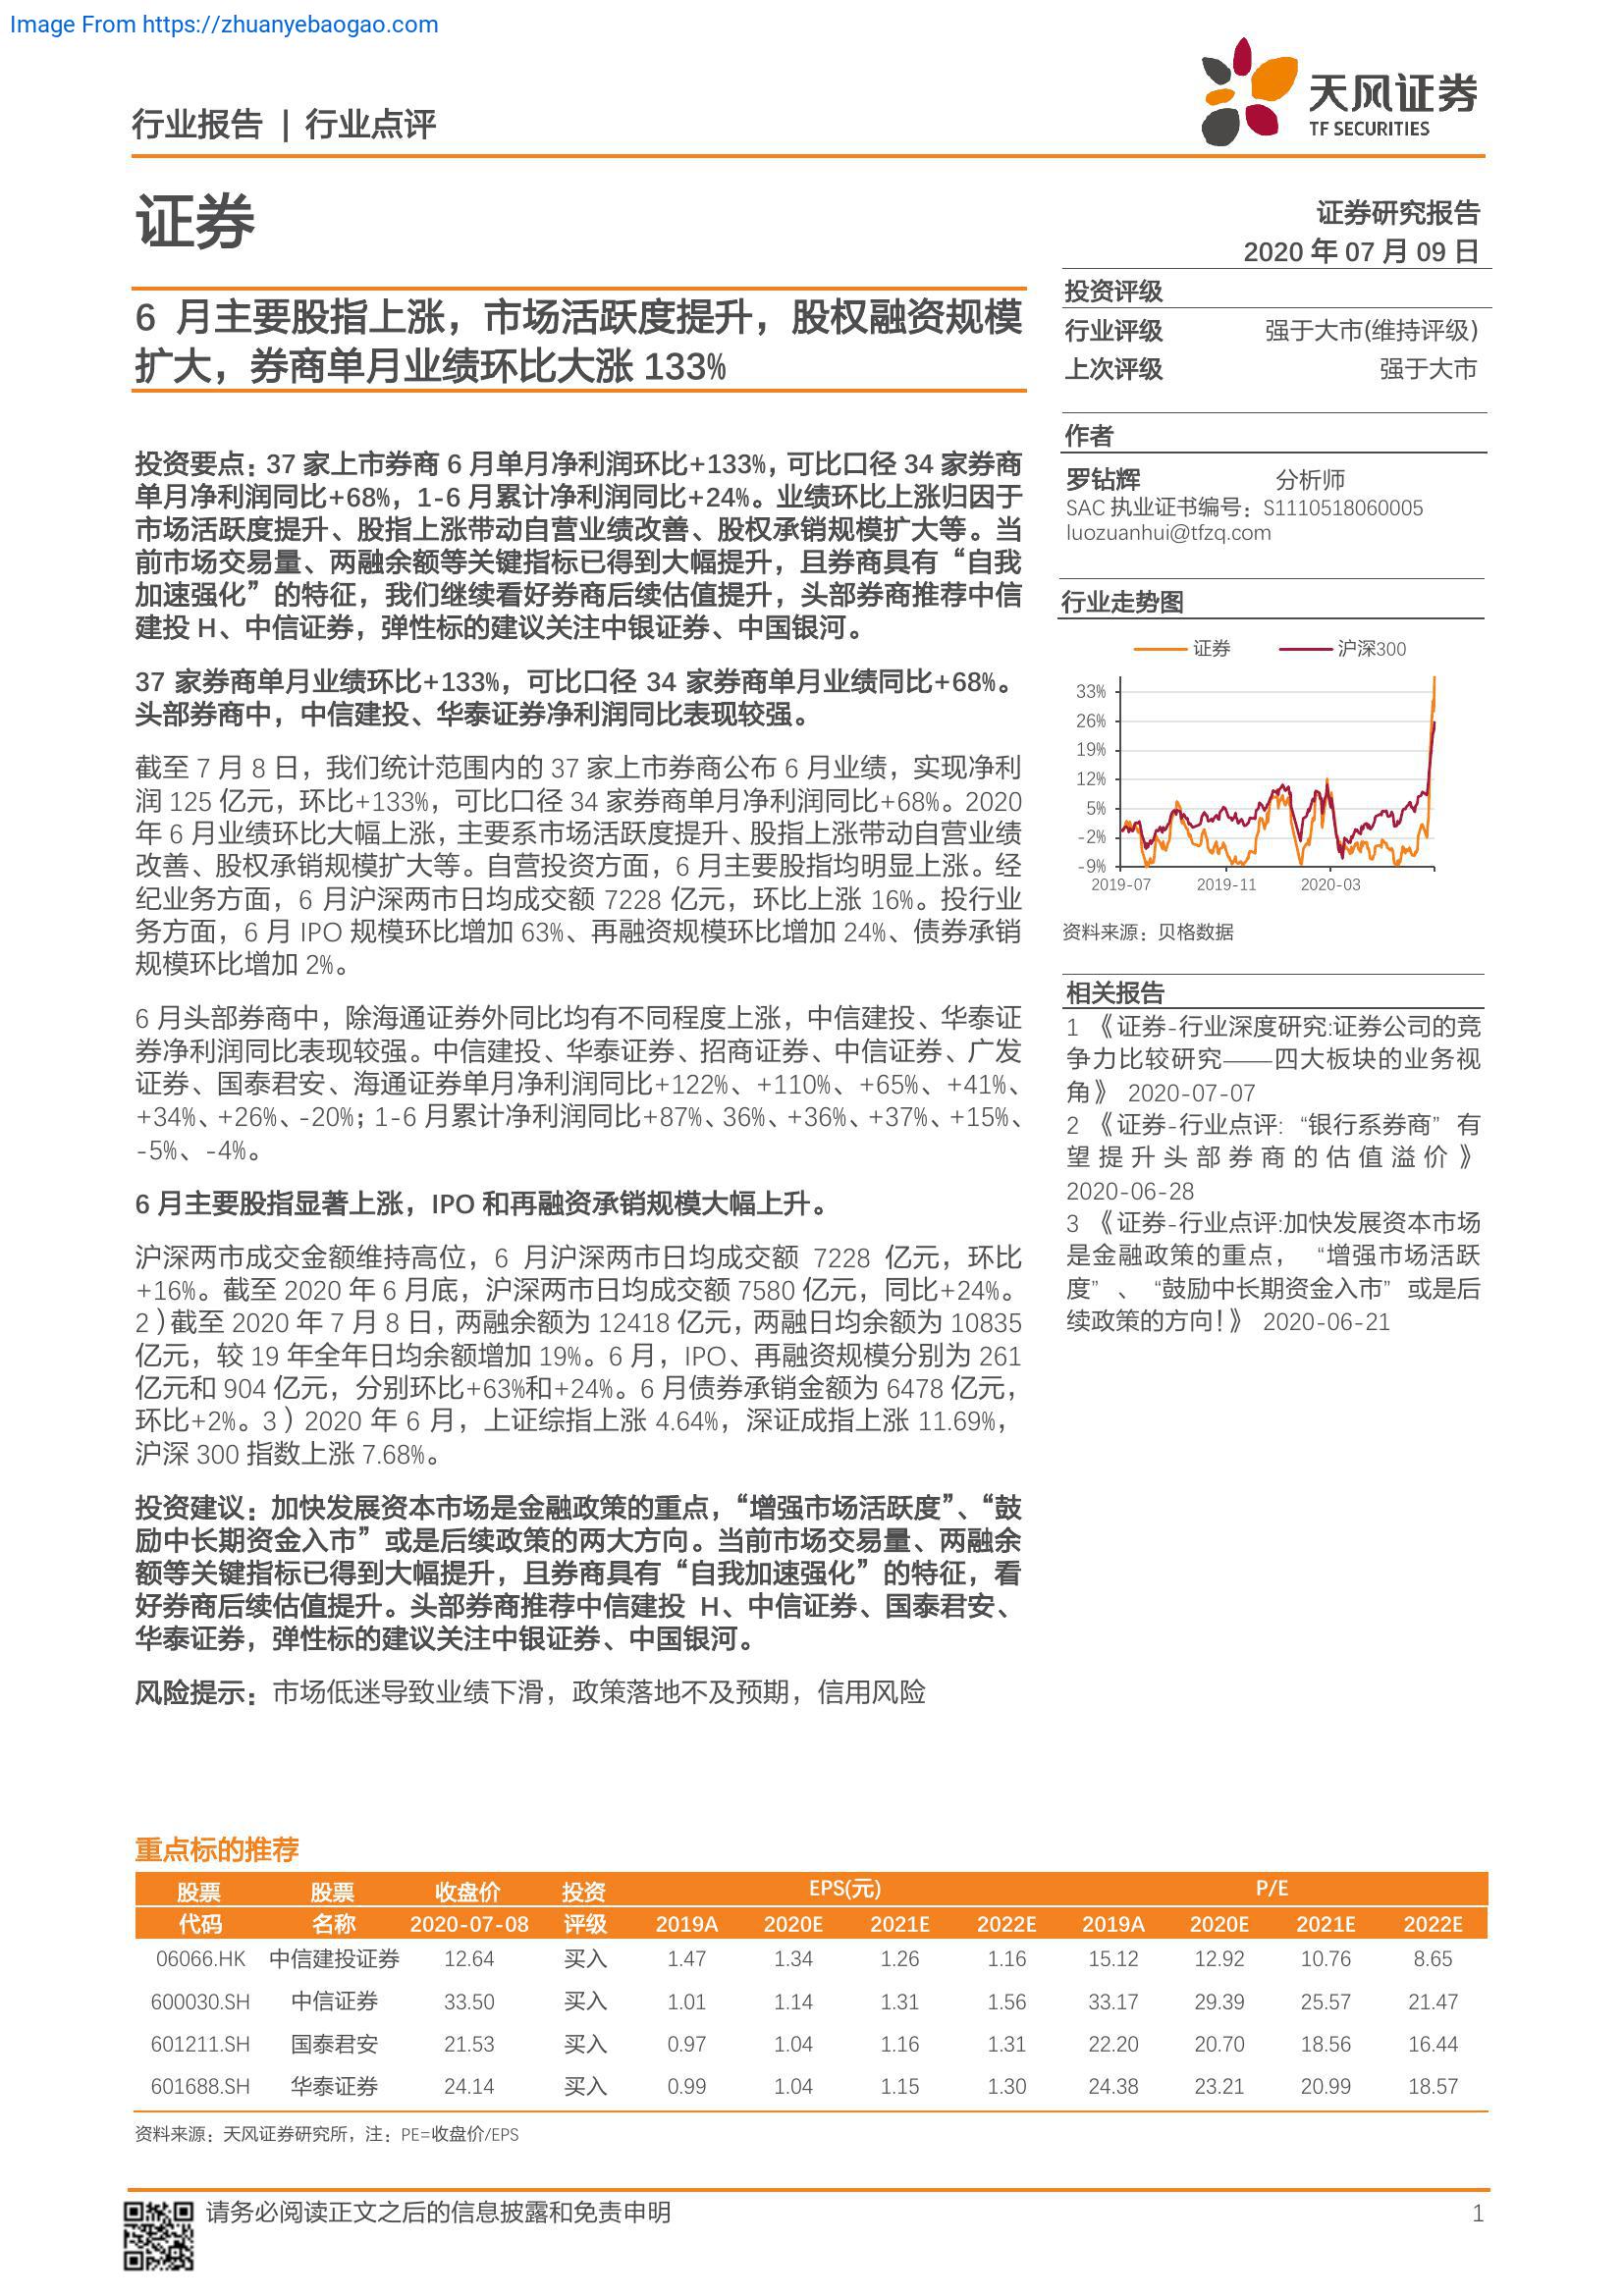 Image From https://zhuanyebaogao.com
天风证券
TF SECURITIES
行业报告 | 行业点评
证券
证券研究报告
2020 年 07 月 09 日
6 月主要股指上涨，市场活跃度提升，股权融资规模
扩大，券商单月业绩环比大涨 133%
投资要点：37 家上市券商 6 月单月净利润环比+133%，可比口径 34 家券商
单月净利润同比+68%，1-6 月累计净利润同比+24%。业绩环比上涨归因于
市场活跃度提升、股指上涨带动自营业绩改善、股权承销规模扩大等。当
前市场交易量、两融余额等关键指标已得到大幅提升，且券商具有“自我
加速强化”的特征，我们继续看好券商后续估值提升，头部券商推荐中信
建投 H、中信证券，弹性标的建议关注中银证券、中国银河。
37 家券商单月业绩环比+133%，可比口径 34 家券商单月业绩同比+68%。
头部券商中，中信建投、华泰证券净利润同比表现较强。
截至 7 月 8 日，我们统计范围内的 37 家上市券商公布 6 月业绩，实现净利
润 125 亿元，环比+133%，可比口径 34 家券商单月净利润同比+68%。2020
年 6 月业绩环比大幅上涨，主要系市场活跃度提升、股指上涨带动自营业绩
改善、股权承销规模扩大等。自营投资方面，6 月主要股指均明显上涨。经
纪业务方面，6 月沪深两市日均成交额 7228 亿元，环比上涨 16%。投行业
务方面，6 月 IPO 规模环比增加 63%、再融资规模环比增加 24%、债券承销
规模环比增加 2%。
6 月头部券商中，除海通证券外同比均有不同程度上涨，中信建投、华泰证
券净利润同比表现较强。中信建投、华泰证券、招商证券、中信证券、广发
证券、国泰君安、海通证券单月净利润同比+122%、+110%、+65%、+41%、
+34%、+26%、-20%；1-6 月累计净利润同比+87%、36%、+36%、+37%、+15%、
-5%、-4%。
6 月主要股指显著上涨，IPO 和再融资承销规模大幅上升。
沪深两市成交金额维持高位，6 月沪深两市日均成交额 7228 亿元，环比
+16%。截至 2020 年 6 月底，沪深两市日均成交额 7580 亿元，同比+24%。
2）截至 2020 年 7 月 8 日，两融余额为 12418 亿元，两融日均余额为 10835
亿元，较 19 年全年日均余额增加 19%。6 月，IPO、再融资规模分别为 261
亿元和 904 亿元，分别环比+63%和+24%。6 月债券承销金额为 6478 亿元，
环比+2%。3）2020 年 6 月，上证综指上涨 4.64%，深证成指上涨 11.69%，
沪深 300 指数上涨 7.68%。
投资建议：加快发展资本市场是金融政策的重点，“增强市场活跃度”、“鼓
励中长期资金入市”或是后续政策的两大方向。当前市场交易量、两融余
额等关键指标已得到大幅提升，且券商具有“自我加速强化”的特征，看
好券商后续估值提升。头部券商推荐中信建投 H、中信证券、国泰君安、
华泰证券，弹性标的建议关注中银证券、中国银河。
风险提示：市场低迷导致业绩下滑，政策落地不及预期，信用风险
投资评级
行业评级 强于大市(维持评级)
上次评级 强于大市
作者
罗钻辉 分析师
SAC 执业证书编号：S1110518060005
luozuanhui@tfzq.com
行业走势图
证券 沪深300
33%
26%
19%
12%
5%
-2%
-9%
2019-07 2019-11 2020-03
资料来源：贝格数据
相关报告
1 《证券-行业深度研究:证券公司的竞
争力比较研究——四大板块的业务视
角》 2020-07-07
2 《证券-行业点评: “银行系券商” 有
望提升头部券商的估值溢价》
2020-06-28
3 《证券-行业点评:加快发展资本市场
是金融政策的重点， “增强市场活跃
度” 、 “鼓励中长期资金入市” 或是后
续政策的方向！》 2020-06-21
重点标的推荐
股票 股票 收盘价 投资 EPS(元) P/E
代码 名称 2020-07-08 评级 2019A 2020E 2021E 2022E 2019A 2020E 2021E 2022E
06066.HK 中信建投证券 12.64 买入 1.47 1.34 1.26 1.16 15.12 12.92 10.76 8.65
600030.SH 中信证券 33.50 买入 1.01 1.14 1.31 1.56 33.17 29.39 25.57 21.47
601211.SH 国泰君安 21.53 买入 0.97 1.04 1.16 1.31 22.20 20.70 18.56 16.44
601688.SH 华泰证券 24.14 买入 0.99 1.04 1.15 1.30 24.38 23.21 20.99 18.57
资料来源：天风证券研究所，注：PE=收盘价/EPS
请务必阅读正文之后的信息披露和免责申明 1